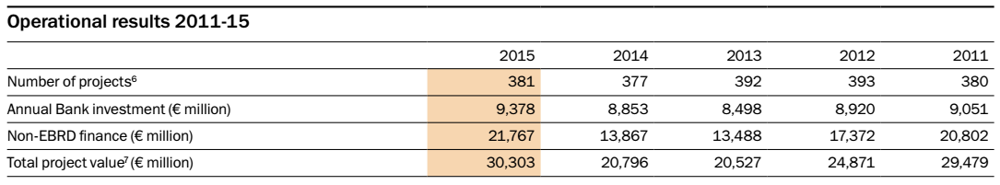 Operational results 2011-15
2015 2014 2013 2012 2011
Number of projects⁶ 381 377 392 393 380
Annual Bank investment (€ million) 9,378 8,853 8,498 8,920 9,051
Non-EBRD finance (€ million) 21,767 13,867 13,488 17,372 20,802
Total project value⁷ (€ million) 30,303 20,796 20,527 24,871 29,479